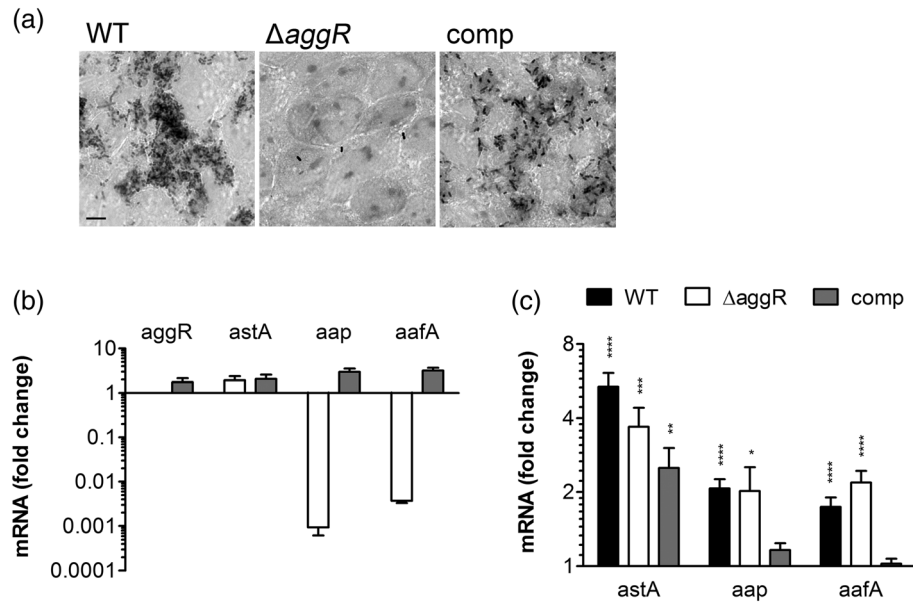 (a)
WT ΔaggR comp
(b)
aggR astA aap aafA
mRNA (fold change)
10
1
0.1
0.01
0.001
0.0001
(c)
WT ΔaggR comp
mRNA (fold change)
8
4
2
1
**** *** ** **** * **** ****
astA aap aafA